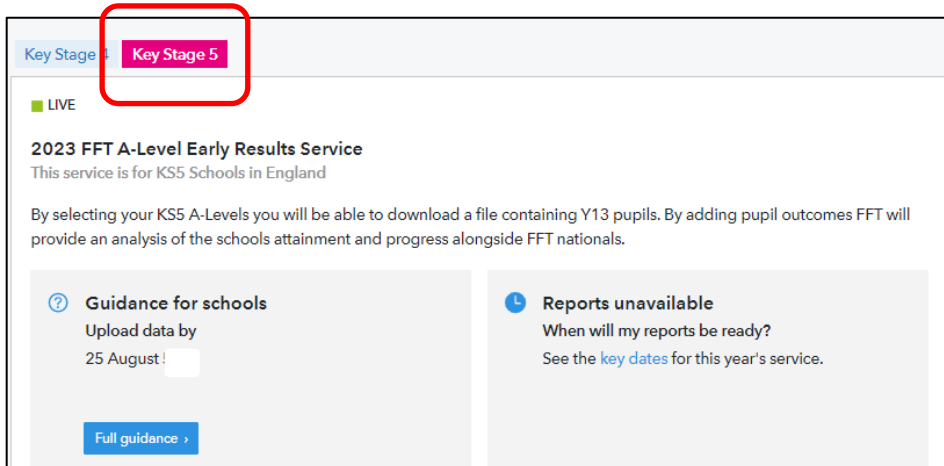 Key Stage 4 Key Stage 5
LIVE
2023 FFT A-Level Early Results Service
This service is for KS5 Schools in England
By selecting your KS5 A-Levels you will be able to download a file containing Y13 pupils. By adding pupil outcomes FFT will
provide an analysis of the schools attainment and progress alongside FFT nationals.
Guidance for schools
Upload data by
25 August
Full guidance ›
Reports unavailable
When will my reports be ready?
See the key dates for this year's service.